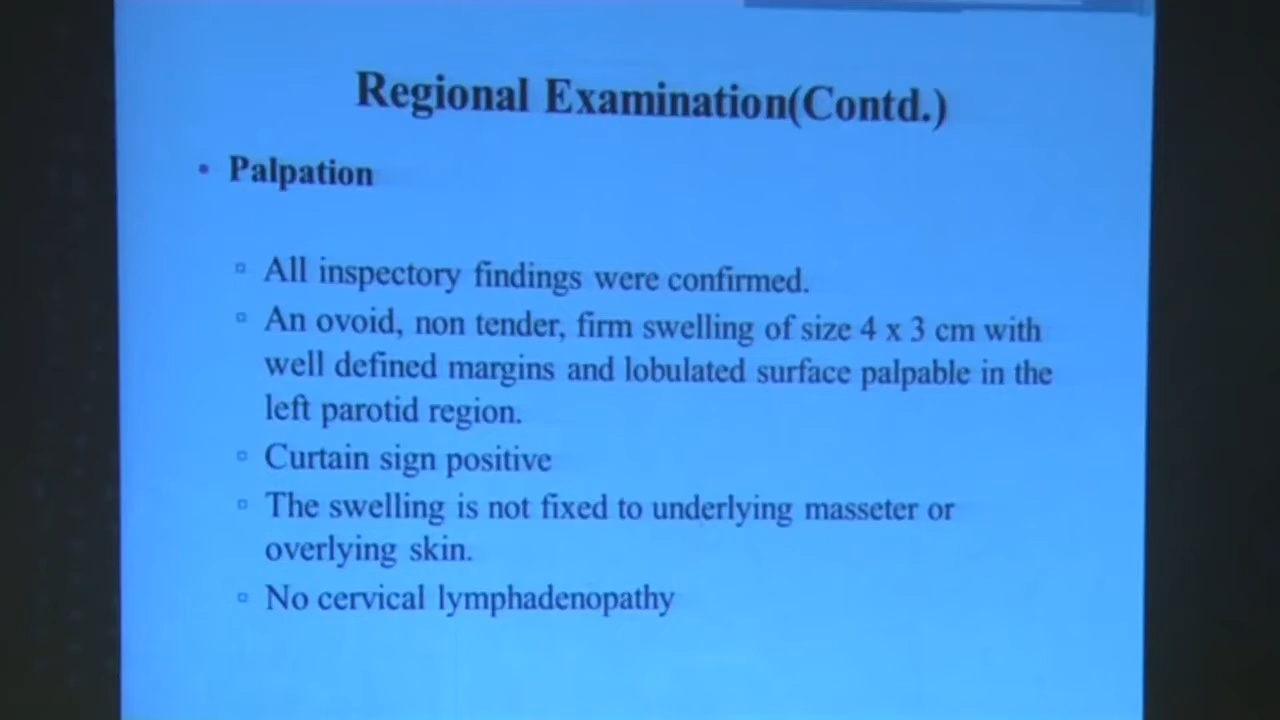 Regional Examination(Contd.)
• Palpation
▫ All inspectory findings were confirmed.
▫ An ovoid, non tender, firm swelling of size 4 x 3 cm with
well defined margins and lobulated surface palpable in the
left parotid region.
▫ Curtain sign positive
▫ The swelling is not fixed to underlying masseter or
overlying skin.
▫ No cervical lymphadenopathy